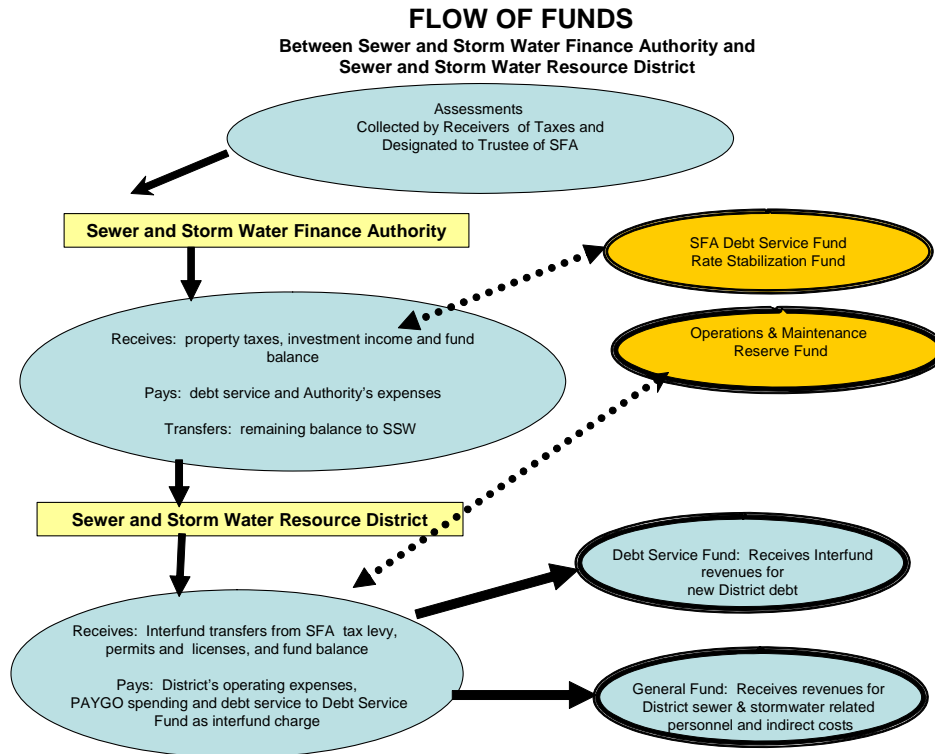 FLOW OF FUNDS
Between Sewer and Storm Water Finance Authority and
Sewer and Storm Water Resource District
Assessments
Collected by Receivers of Taxes and
Designated to Trustee of SFA
Sewer and Storm Water Finance Authority
SFA Debt Service Fund
Rate Stabilization Fund
Receives: property taxes, investment income and fund
balance
Pays: debt service and Authority's expenses
Transfers: remaining balance to SSW
Operations & Maintenance
Reserve Fund
Sewer and Storm Water Resource District
Debt Service Fund: Receives Interfund
revenues for
new District debt
Receives: Interfund transfers from SFA tax levy,
permits and licenses, and fund balance
Pays: District's operating expenses,
PAYGO spending and debt service to Debt Service
Fund as interfund charge
General Fund: Receives revenues for
District sewer & stormwater related
personnel and indirect costs